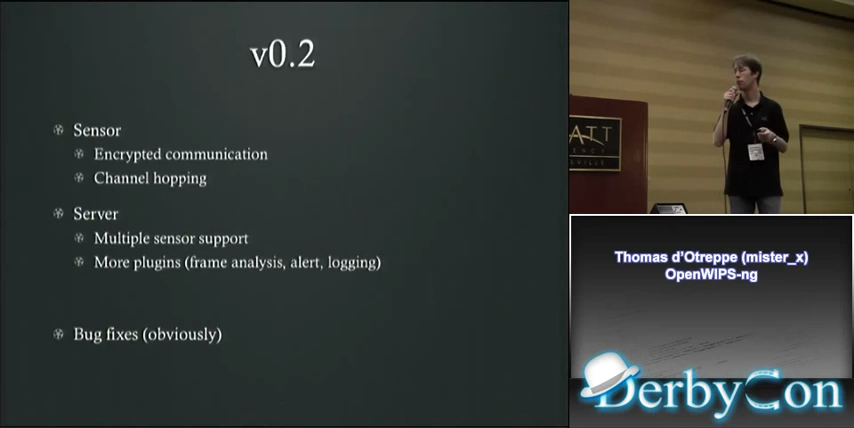 v0.2
Sensor
Encrypted communication
Channel hopping
Server
Multiple sensor support
More plugins (frame analysis, alert, logging)
Bug fixes (obviously)
ATT
Thomas d'Otreppe (mister_x)
OpenWIPS-ng
DerbyCon